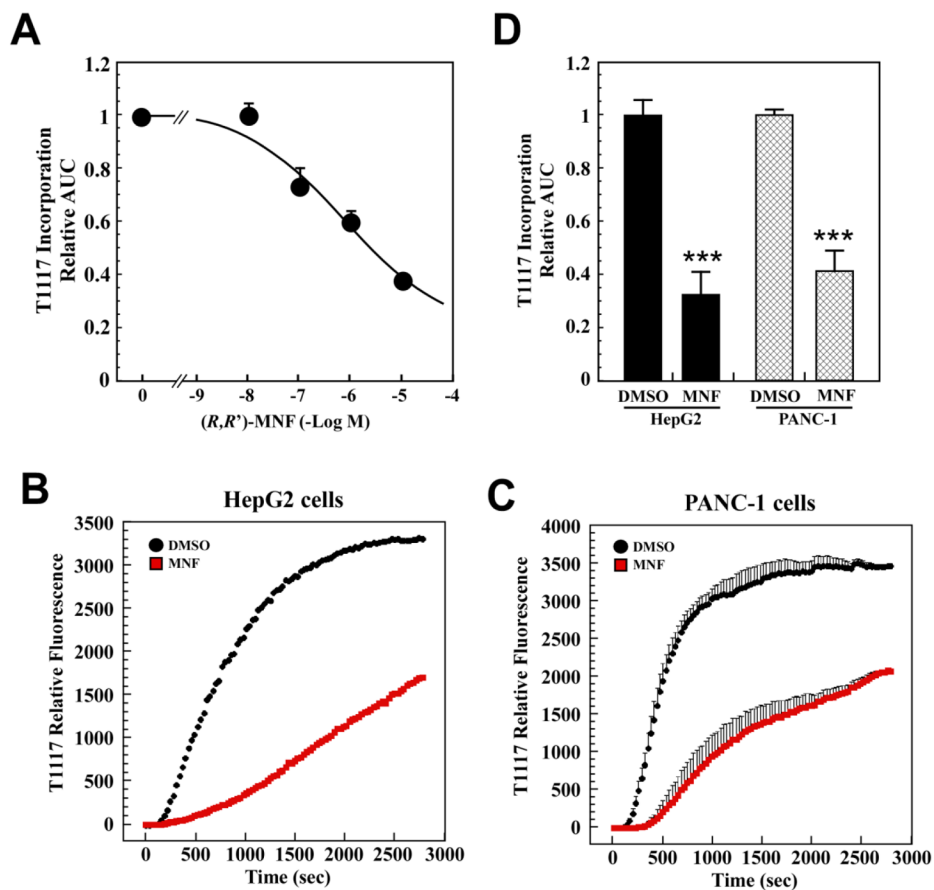 A
T1117 Incorporation
Relative AUC
1.2
1
0.8
0.6
0.4
0.2
0
0 -9 -8 -7 -6 -5 -4
(R,R’)-MNF (-Log M)
D
T1117 Incorporation
Relative AUC
1.2
1
0.8
0.6
0.4
0.2
0
***
***
DMSO MNF DMSO MNF
HepG2 PANC-1
B
HepG2 cells
T1117 Relative Fluorescence
3500
3000
2500
2000
1500
1000
500
0
DMSO
MNF
0 500 1000 1500 2000 2500 3000
Time (sec)
C
PANC-1 cells
T1117 Relative Fluorescence
4000
3500
3000
2500
2000
1500
1000
500
0
DMSO
MNF
0 500 1000 1500 2000 2500 3000
Time (sec)